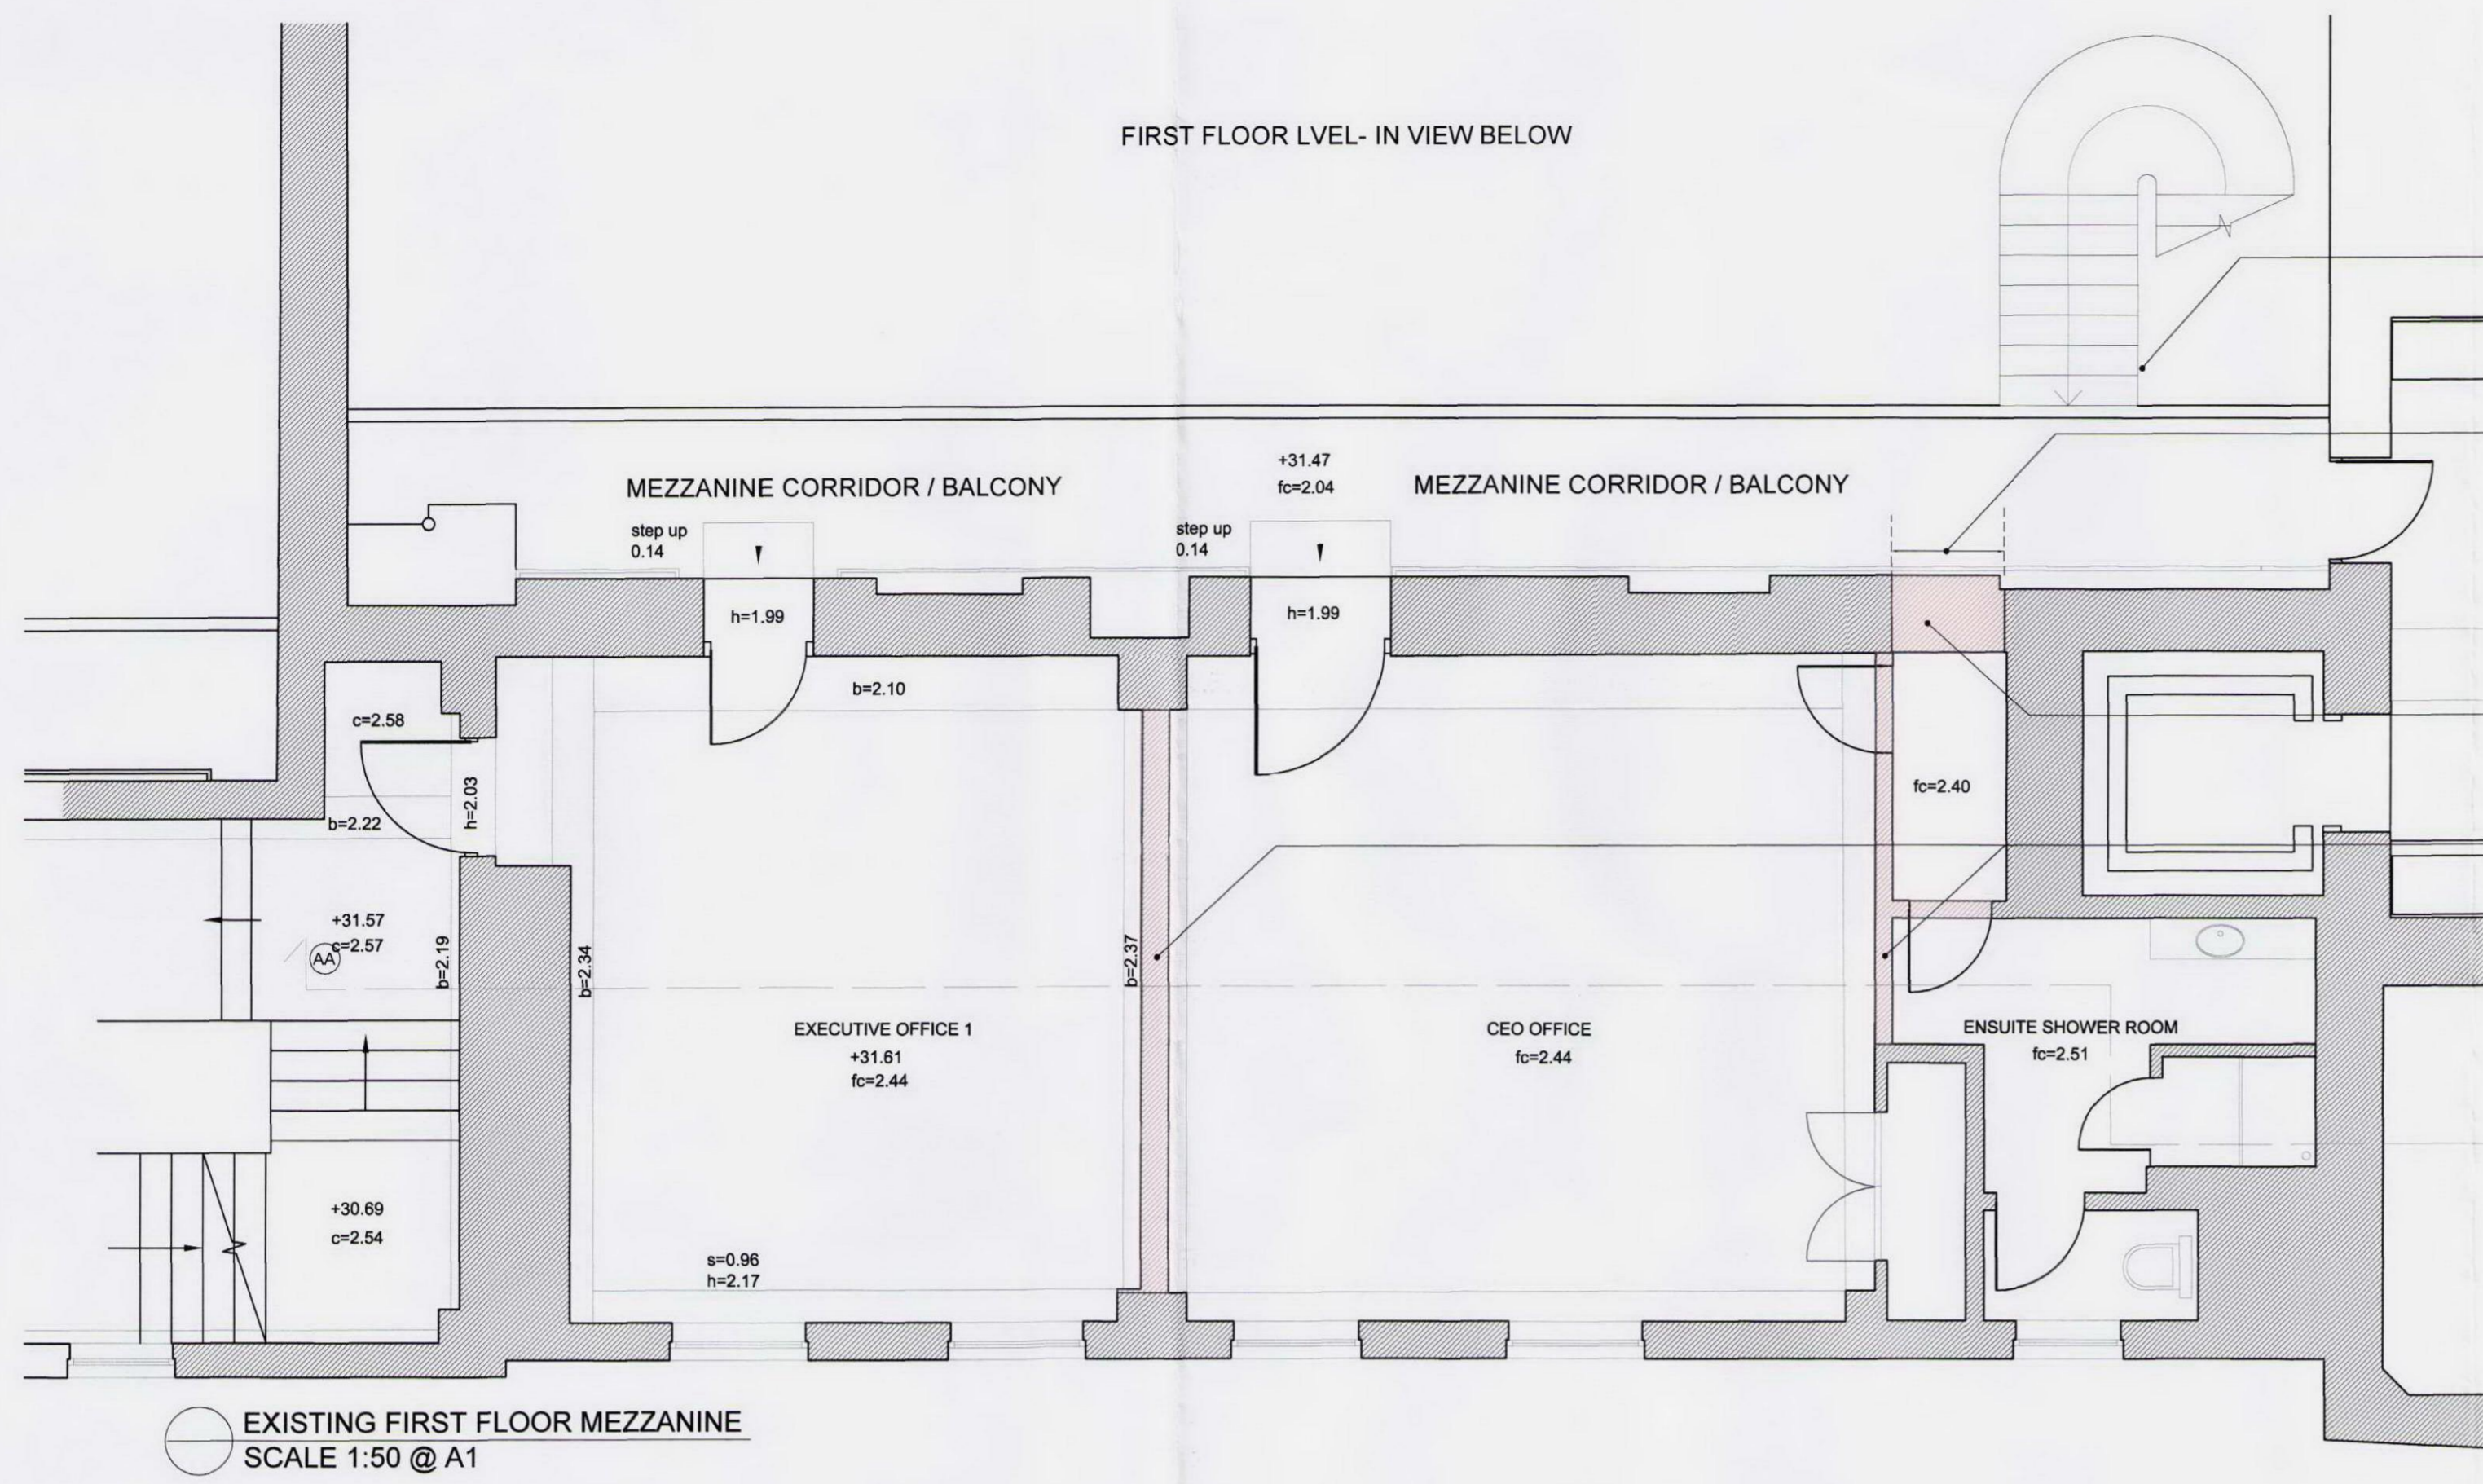 FIRST FLOOR LVEL- IN VIEW BELOW
MEZZANINE CORRIDOR / BALCONY
+31.47
fc=2.04
MEZZANINE CORRIDOR / BALCONY
step up
0.14
step up
0.14
h=1.99
h=1.99
b=2.10
c=2.58
h=2.03
b=2.22
fc=2.40
+31.57
c=2.57
AA
b=2.19
b=2.34
b=2.37
EXECUTIVE OFFICE 1
+31.61
fc=2.44
CEO OFFICE
fc=2.44
ENSUITE SHOWER ROOM
fc=2.51
+30.69
c=2.54
s=0.96
h=2.17
EXISTING FIRST FLOOR MEZZANINE
SCALE 1:50 @ A1